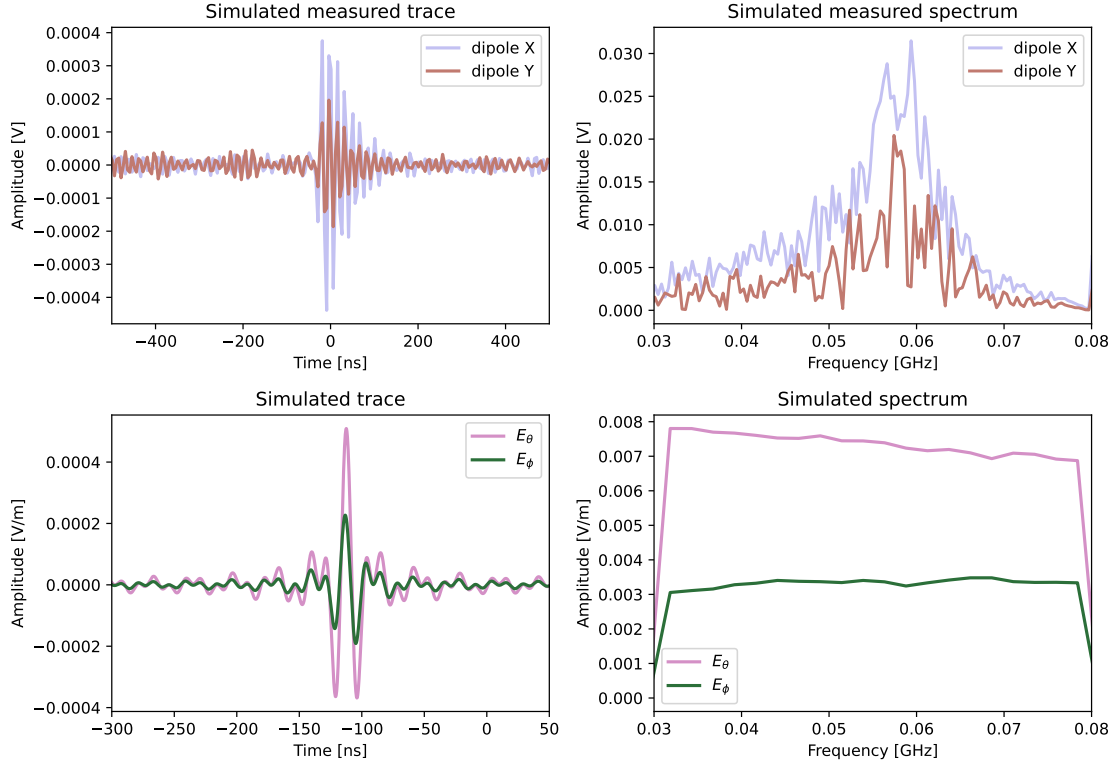 Simulated measured trace
Amplitude [V]
0.0004
0.0003
0.0002
0.0001
0.0000
−0.0001
−0.0002
−0.0003
−0.0004
dipole X
dipole Y
−400
−200
0
200
400
Time [ns]
Simulated measured spectrum
Amplitude [V]
0.030
0.025
0.020
0.015
0.010
0.005
0.000
dipole X
dipole Y
0.03
0.04
0.05
0.06
0.07
0.08
Frequency [GHz]
Simulated trace
Amplitude [V/m]
0.0004
0.0002
0.0000
−0.0002
−0.0004
E_θ
E_ϕ
−300
−250
−200
−150
−100
−50
0
50
Time [ns]
Simulated spectrum
Amplitude [V/m]
0.008
0.007
0.006
0.005
0.004
0.003
0.002
0.001
0.000
E_θ
E_ϕ
0.03
0.04
0.05
0.06
0.07
0.08
Frequency [GHz]